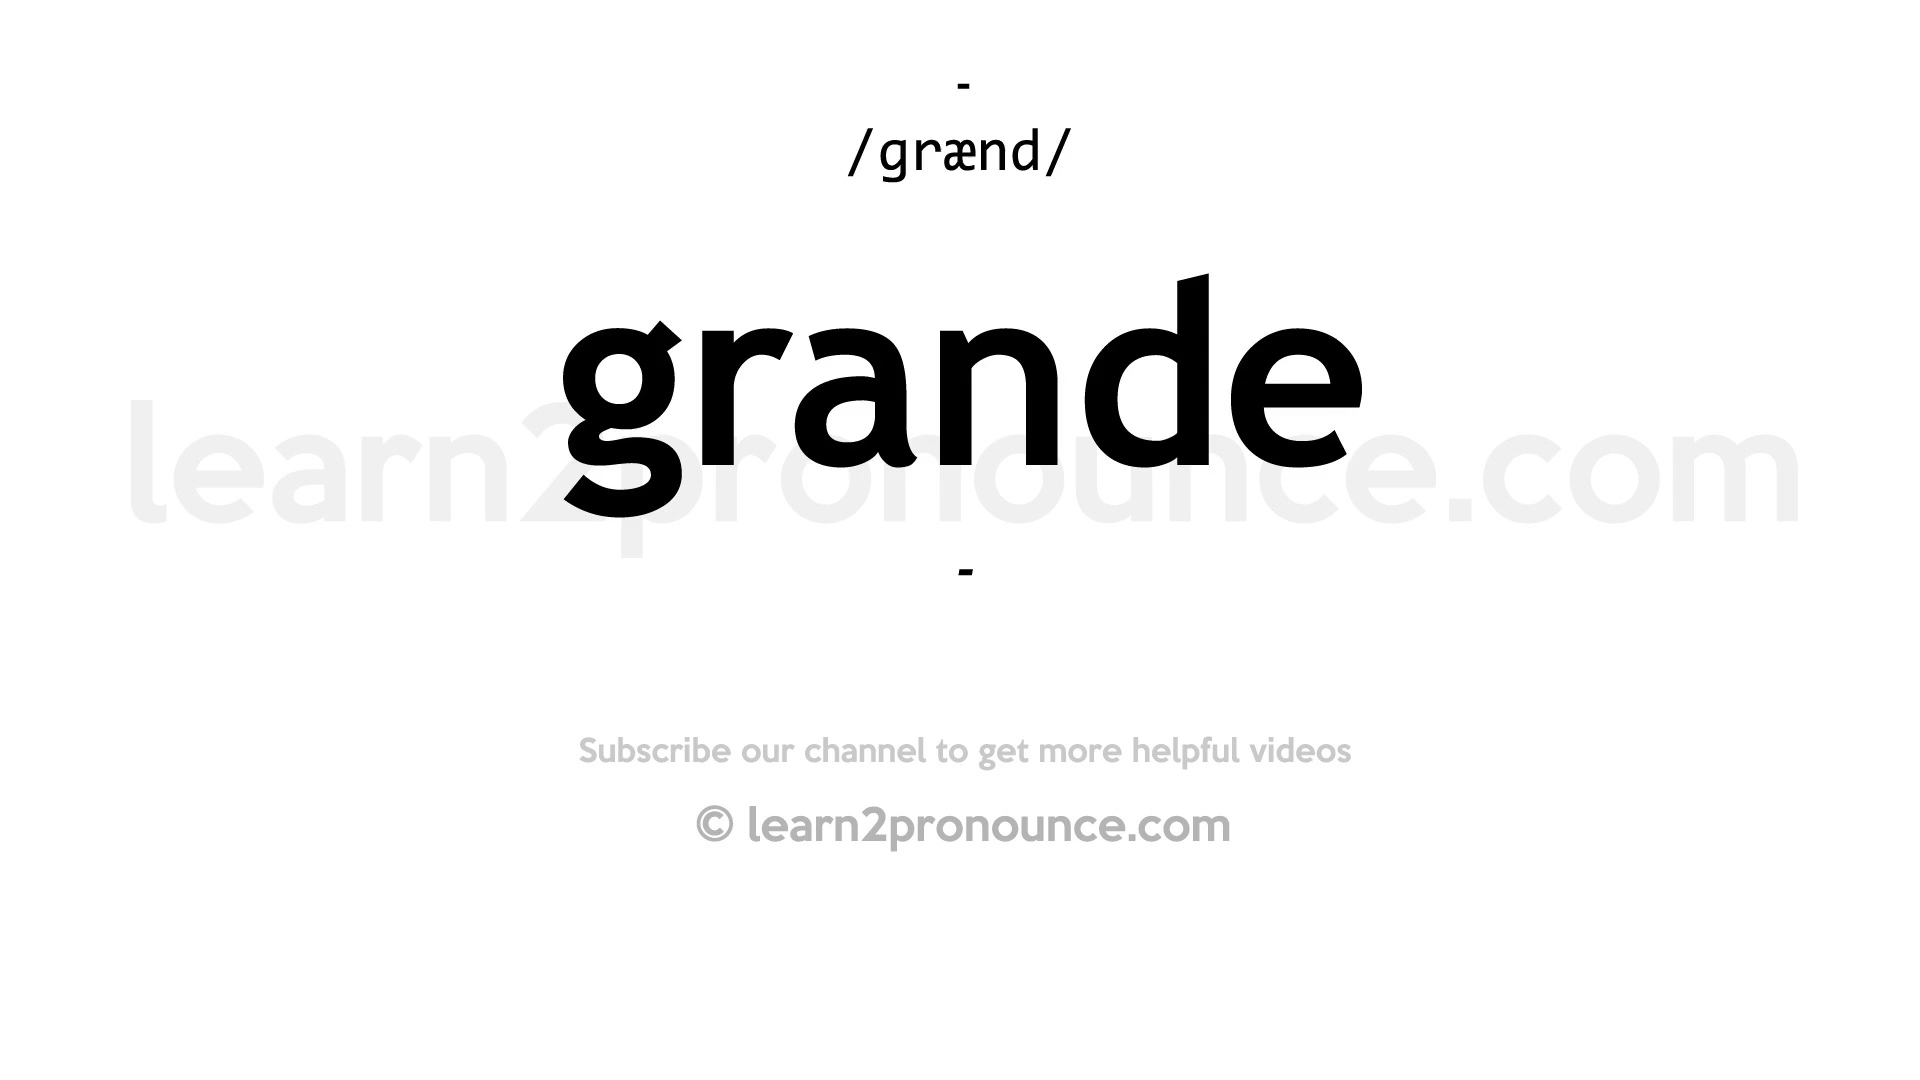 -
/grænd/
grande
learn2pronounce.com
-
Subscribe our channel to get more helpful videos
© learn2pronounce.com